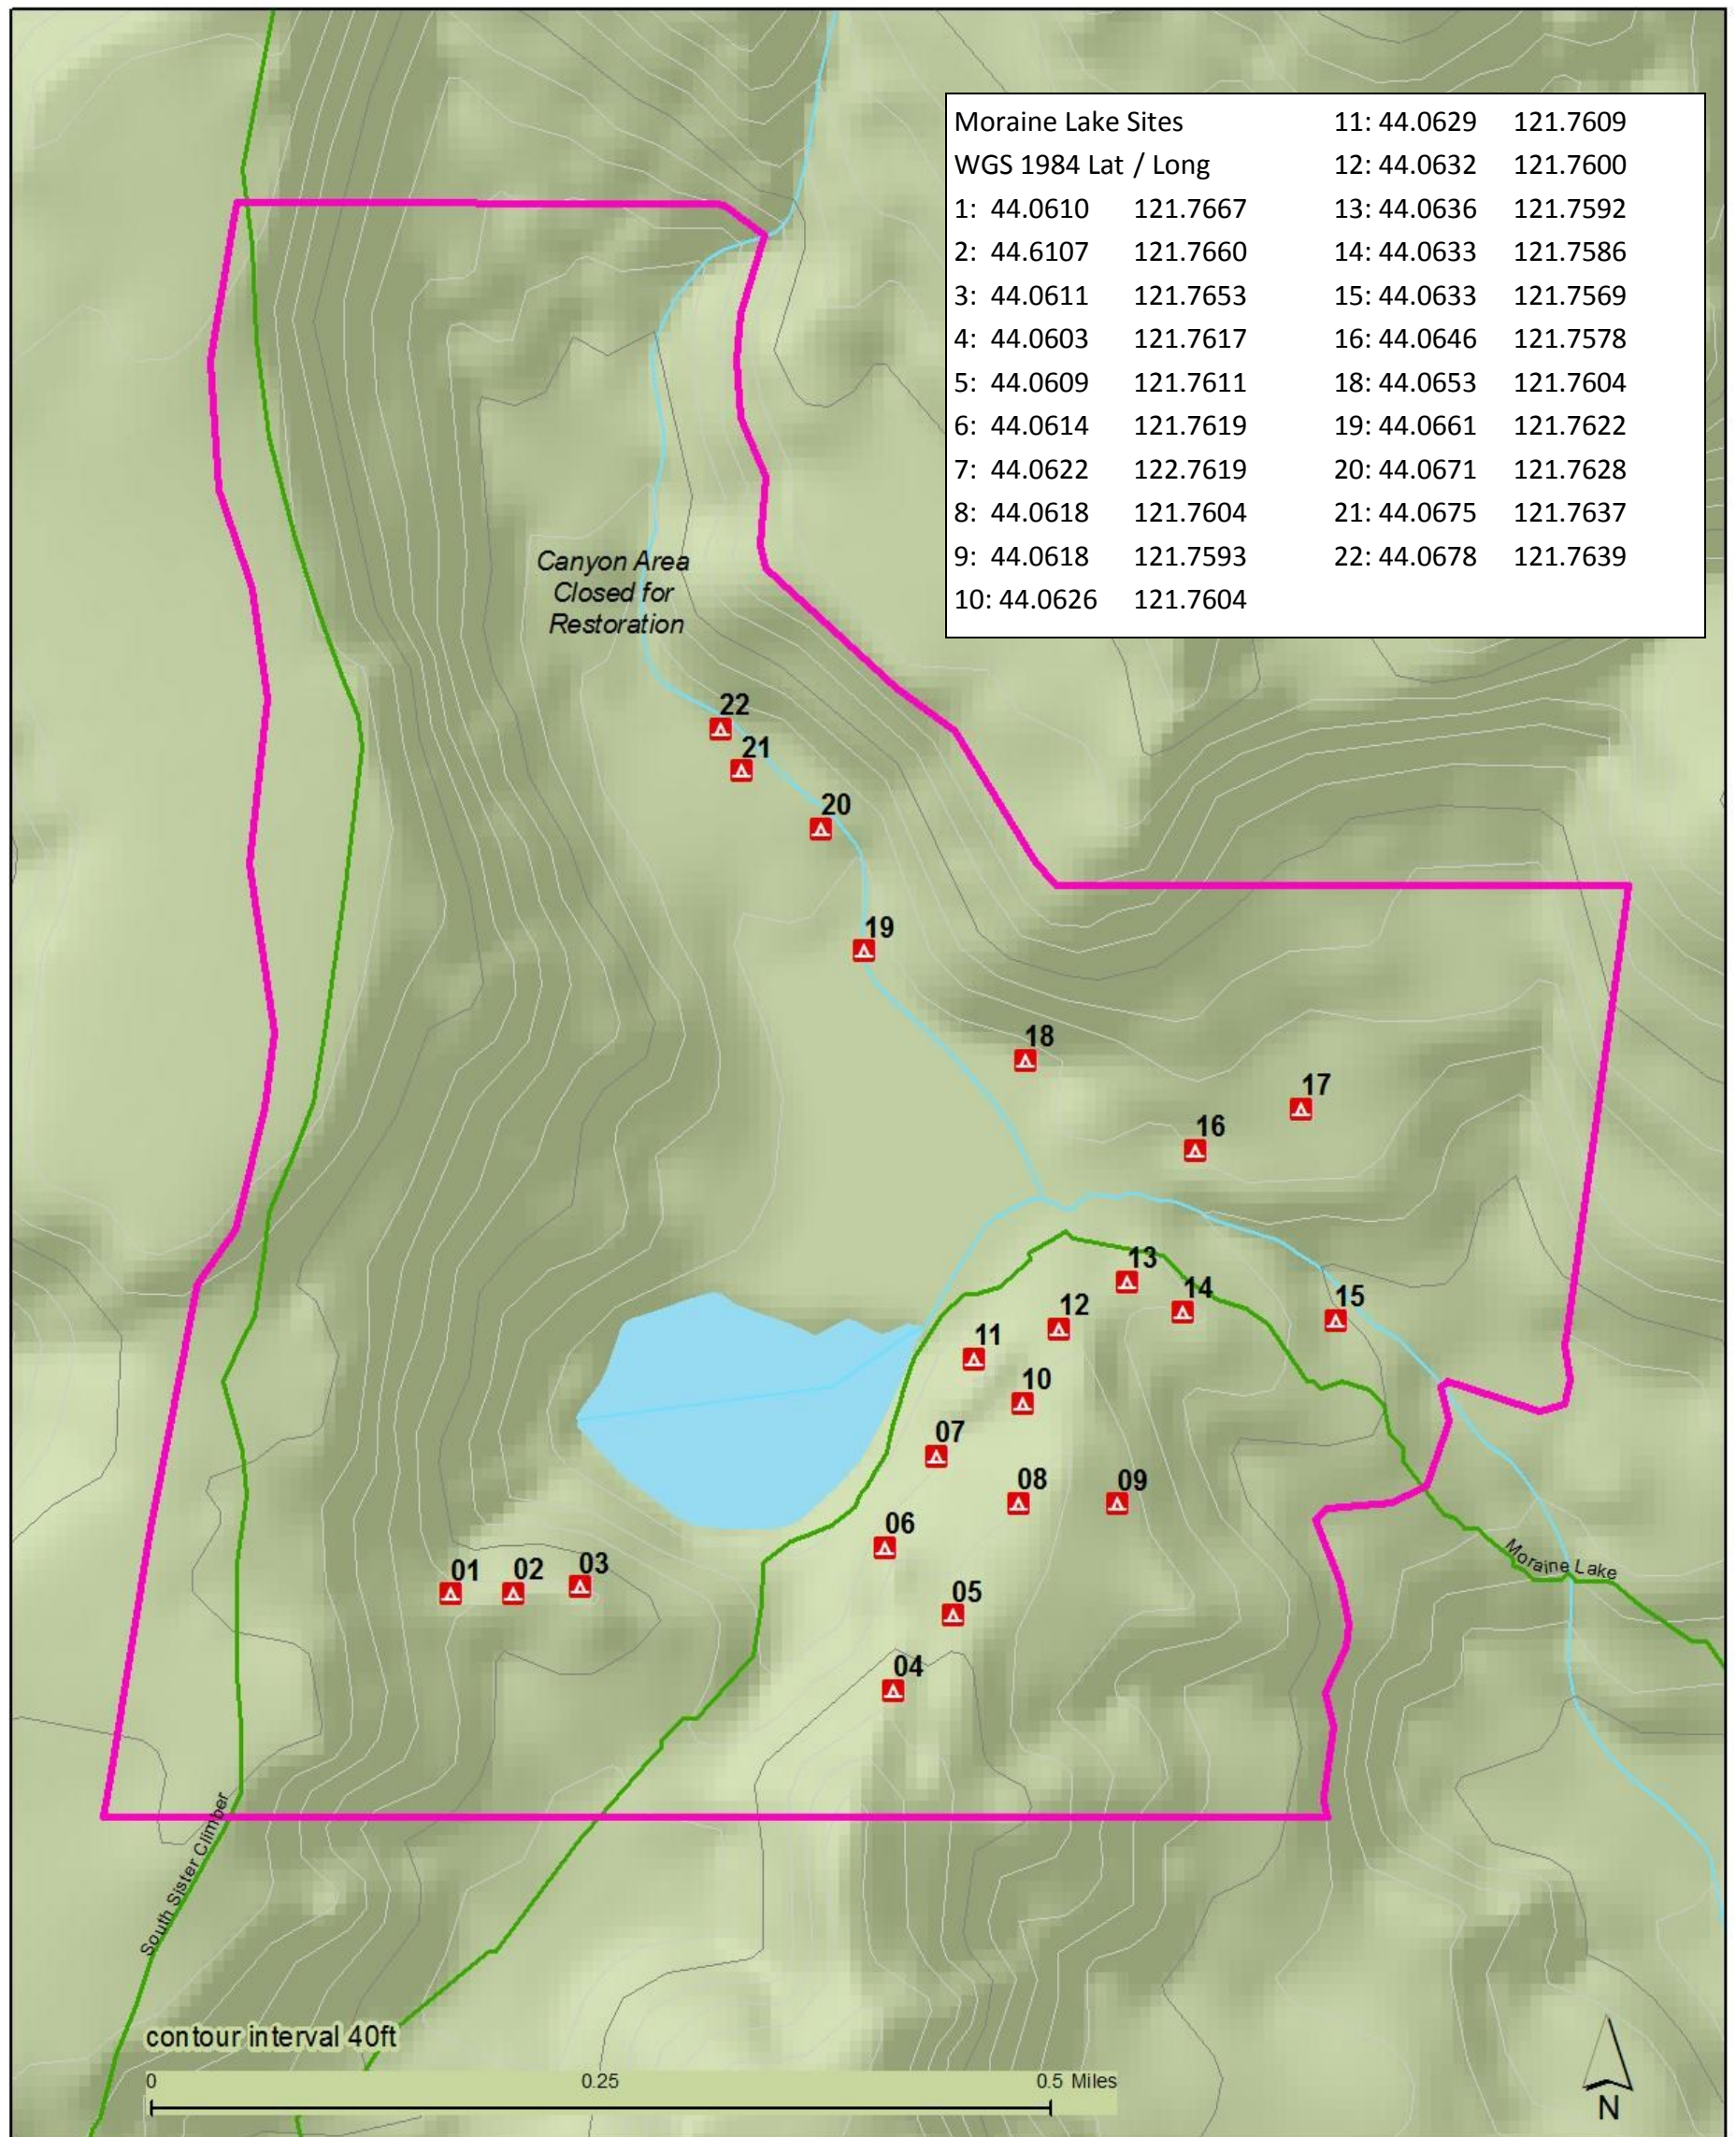 Moraine Lake Sites
WGS 1984 Lat / Long
1: 44.0610 121.7667
2: 44.6107 121.7660
3: 44.0611 121.7653
4: 44.0603 121.7617
5: 44.0609 121.7611
6: 44.0614 121.7619
7: 44.0622 122.7619
8: 44.0618 121.7604
9: 44.0618 121.7593
10: 44.0626 121.7604
11: 44.0629 121.7609
12: 44.0632 121.7600
13: 44.0636 121.7592
14: 44.0633 121.7586
15: 44.0633 121.7569
16: 44.0646 121.7578
18: 44.0653 121.7604
19: 44.0661 121.7622
20: 44.0671 121.7628
21: 44.0675 121.7637
22: 44.0678 121.7639
Canyon Area
Closed for
Restoration
22
21
20
19
18
17
16
13
14
15
12
11
10
07
08
09
06
01
02
03
05
04
Moraine Lake
South Sister Climber
contour interval 40ft
0 0.25 0.5 Miles
N